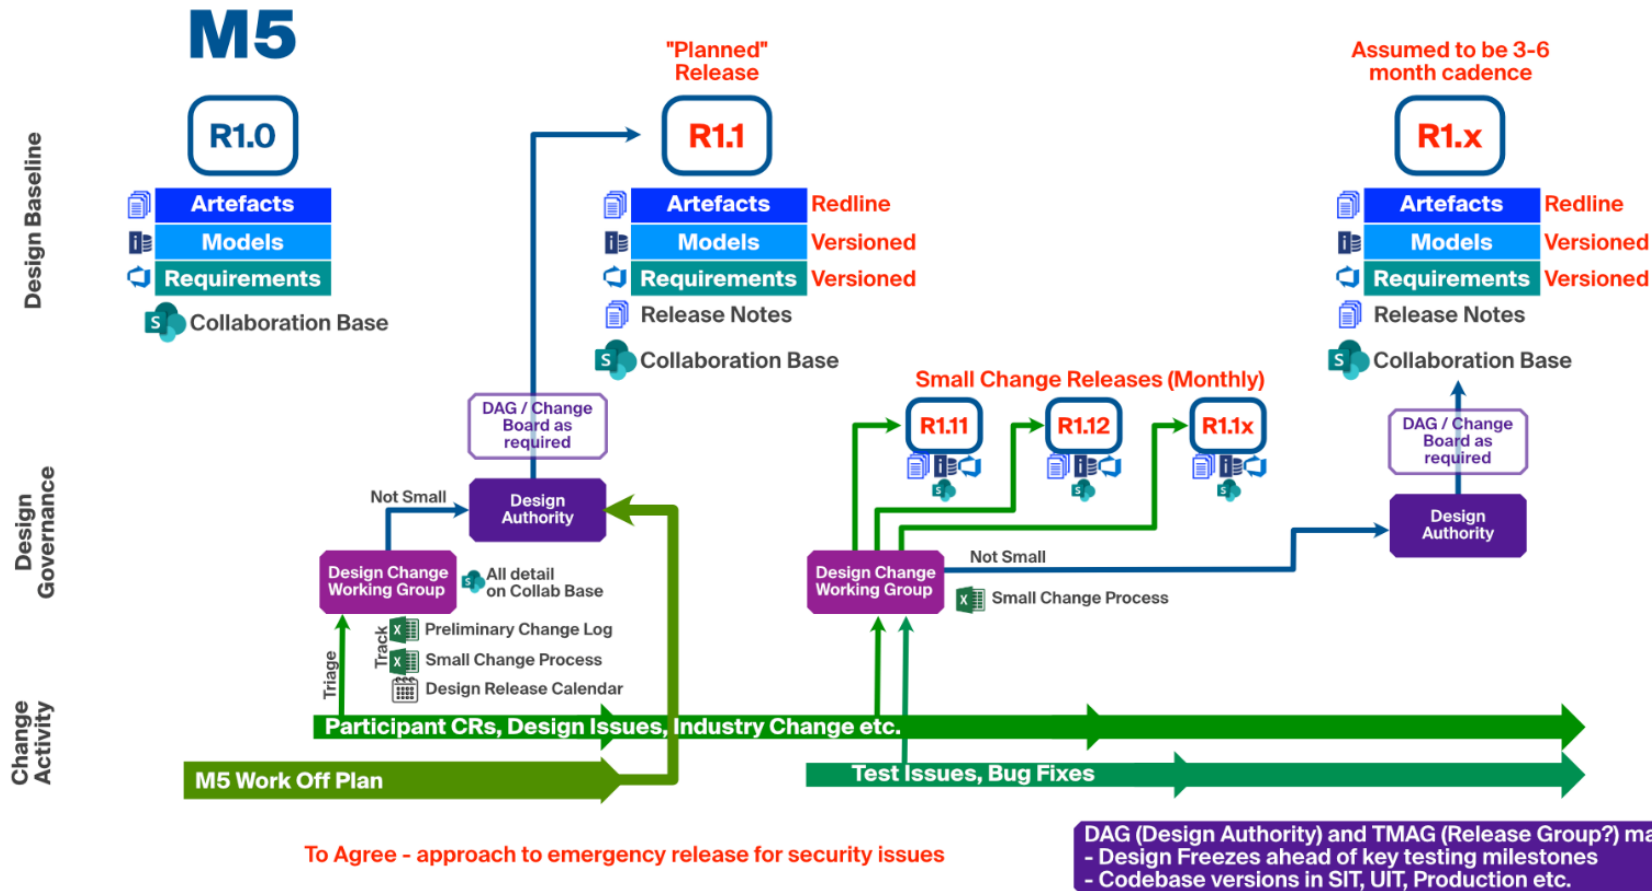 M5
"Planned"
Release
Assumed to be 3-6
month cadence
Design Baseline
R1.0
R1.1
R1.x
Artefacts
Models
Requirements
Collaboration Base
Artefacts Redline
Models Versioned
Requirements Versioned
Release Notes
Collaboration Base
Artefacts Redline
Models Versioned
Requirements Versioned
Release Notes
Collaboration Base
Small Change Releases (Monthly)
R1.11
R1.12
R1.1x
DAG / Change
Board as
required
DAG / Change
Board as
required
Design
Governance
Not Small
Design
Authority
Design
Authority
Design Change
Working Group
All detail
on Collab Base
Design Change
Working Group
Not Small
Small Change Process
Triage
Track
Preliminary Change Log
Small Change Process
Design Release Calendar
Change
Activity
Participant CRs, Design Issues, Industry Change etc.
M5 Work Off Plan
Test Issues, Bug Fixes
To Agree - approach to emergency release for security issues
DAG (Design Authority) and TMAG (Release Group?) ma
- Design Freezes ahead of key testing milestones
- Codebase versions in SIT, UIT, Production etc.